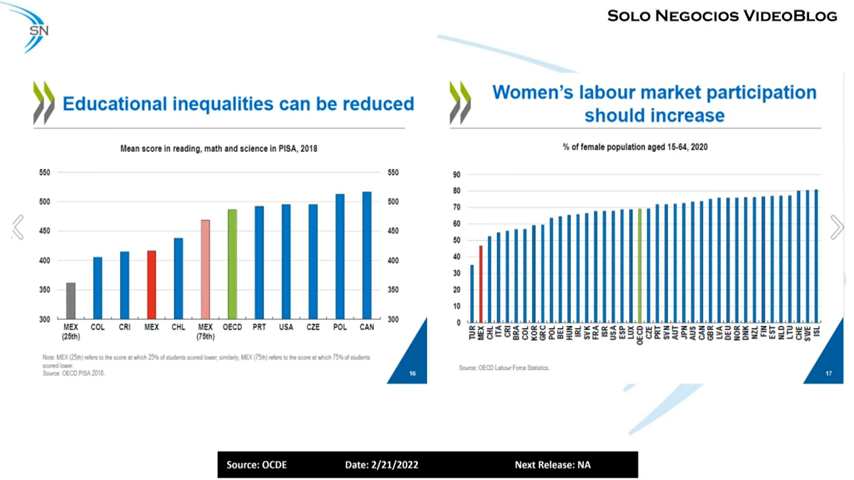 SN
SOLO NEGOCIOS VIDEOBLOG
Educational inequalities can be reduced
Mean score in reading, math and science in PISA, 2018
550 550
500 500
450 450
400 400
350 350
300 300
MEX COL CRI MEX CHL MEX OECD PRT USA CZE POL CAN
(25th) (75th)
Note: MEX (25th) refers to the score at which 25% of students scored lower; similarly, MEX (75th) refers to the score at which 75% of students
scored lower.
Source: OECD PISA 2018.
16
Women's labour market participation
should increase
% of female population aged 15-64, 2020
90
80
70
60
50
40
30
20
10
0
TUR MEX CHL ITA CRI BRA COL KOR GRC POL BEL HUN IRL SVK FRA ISR USA ESP LUX OECD CZE PRT SVN AUT JPN AUS CAN GBR LVA DEU NOR DNK NZL FIN EST NLD LTU CHE SWE ISL
Source: OECD Labour Force Statistics.
17
Source: OCDE Date: 2/21/2022 Next Release: NA